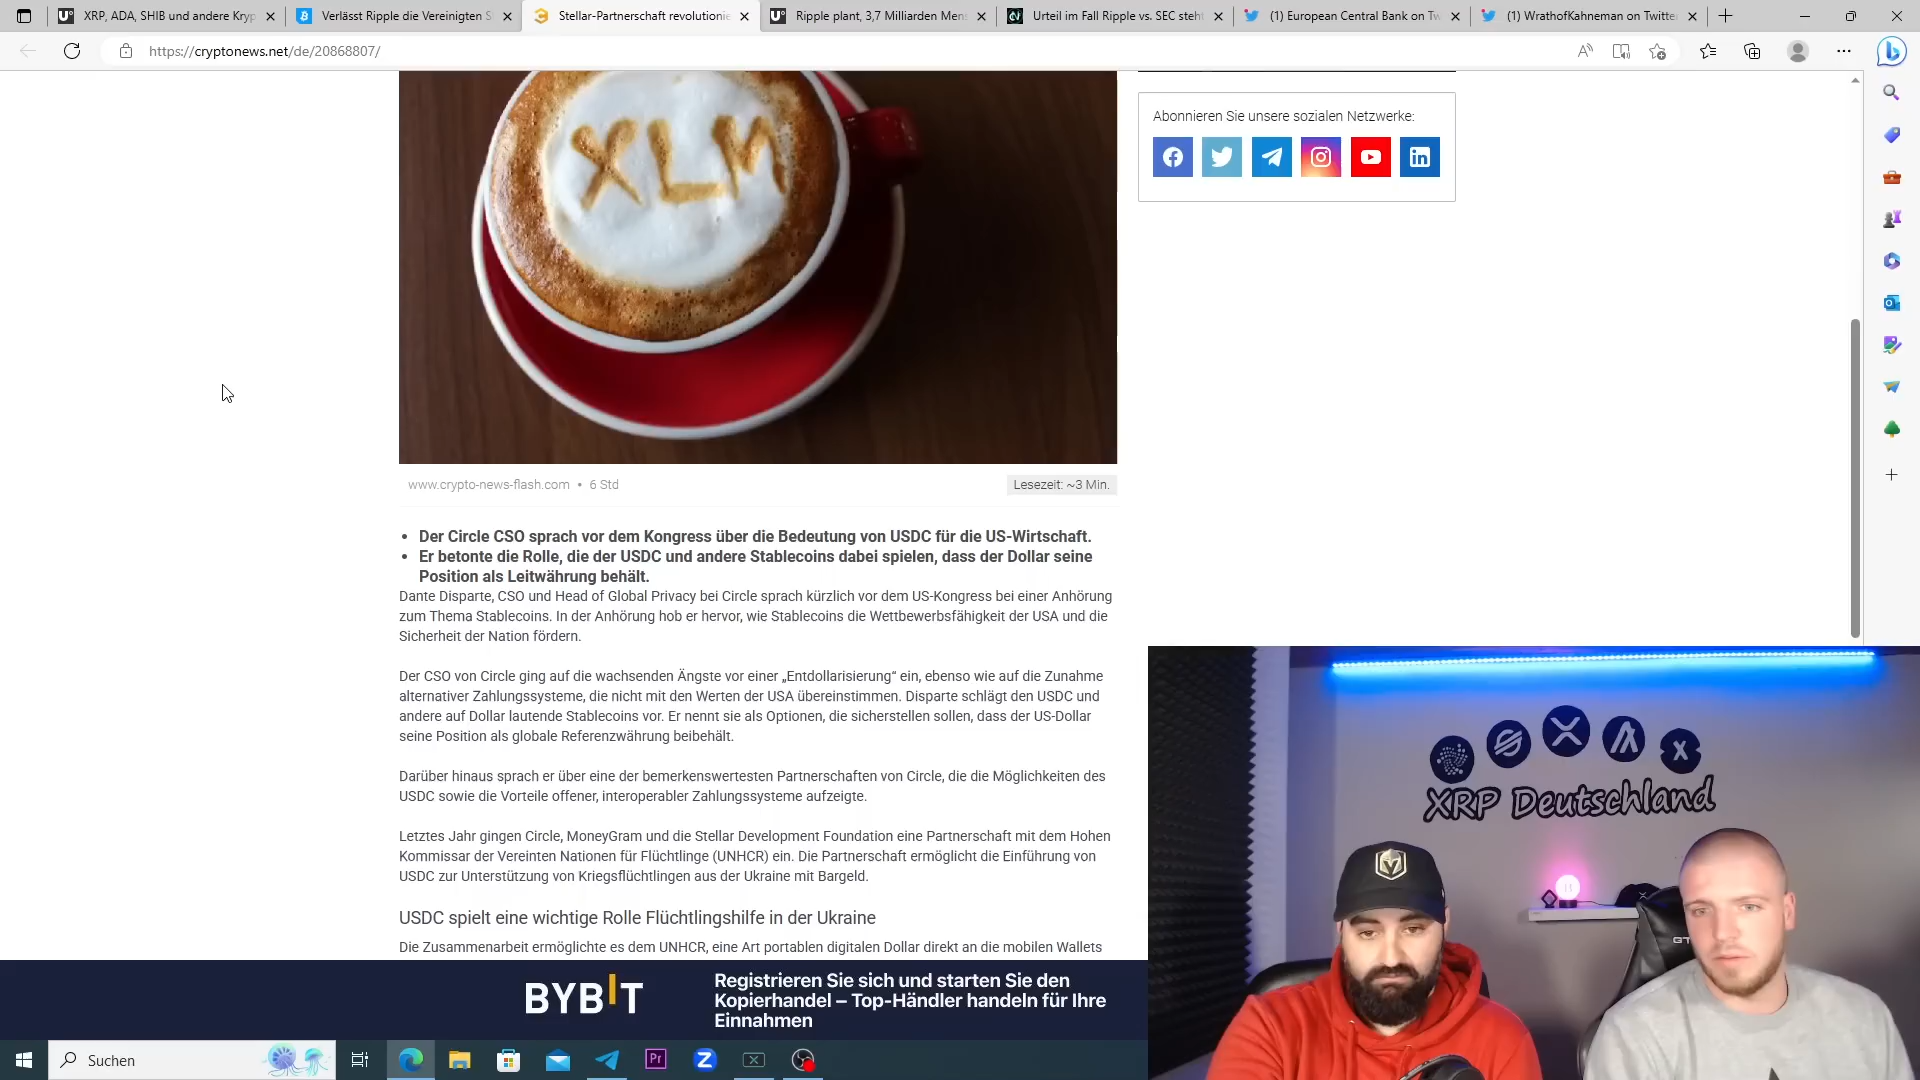 XRP, ADA, SHIB und andere Kryp
Verlässt Ripple die Vereinigten S
Stellar-Partnerschaft revolutionie
Ripple plant, 3,7 Milliarden Men
Urteil im Fall Ripple vs. SEC steht
(1) European Central Bank on Tw
(1) WrathofKahneman on Twitte
https://cryptonews.net/de/20868807/
XLM
Abonnieren Sie unsere sozialen Netzwerke:
www.crypto-news-flash.com • 6 Std
Lesezeit: ~3 Min.
• Der Circle CSO sprach vor dem Kongress über die Bedeutung von USDC für die US-Wirtschaft.
• Er betonte die Rolle, die der USDC und andere Stablecoins dabei spielen, dass der Dollar seine
Position als Leitwährung behält.
Dante Disparte, CSO und Head of Global Privacy bei Circle sprach kürzlich vor dem US-Kongress bei einer Anhörung
zum Thema Stablecoins. In der Anhörung hob er hervor, wie Stablecoins die Wettbewerbsfähigkeit der USA und die
Sicherheit der Nation fördern.
Der CSO von Circle ging auf die wachsenden Ängste vor einer „Entdollarisierung“ ein, ebenso wie auf die Zunahme
alternativer Zahlungssysteme, die nicht mit den Werten der USA übereinstimmen. Disparte schlägt den USDC und
andere auf Dollar lautende Stablecoins vor. Er nennt sie als Optionen, die sicherstellen sollen, dass der US-Dollar
seine Position als globale Referenzwährung beibehält.
Darüber hinaus sprach er über eine der bemerkenswertesten Partnerschaften von Circle, die die Möglichkeiten des
USDC sowie die Vorteile offener, interoperabler Zahlungssysteme aufzeigte.
Letztes Jahr gingen Circle, MoneyGram und die Stellar Development Foundation eine Partnerschaft mit dem Hohen
Kommissar der Vereinten Nationen für Flüchtlinge (UNHCR) ein. Die Partnerschaft ermöglicht die Einführung von
USDC zur Unterstützung von Kriegsflüchtlingen aus der Ukraine mit Bargeld.
USDC spielt eine wichtige Rolle Flüchtlingshilfe in der Ukraine
Die Zusammenarbeit ermöglichte es dem UNHCR, eine Art portablen digitalen Dollar direkt an die mobilen Wallets
XRP Deutschland
GT
BYBIT
Registrieren Sie sich und starten Sie den
Kopierhandel – Top-Händler handeln für Ihre
Einnahmen
Suchen